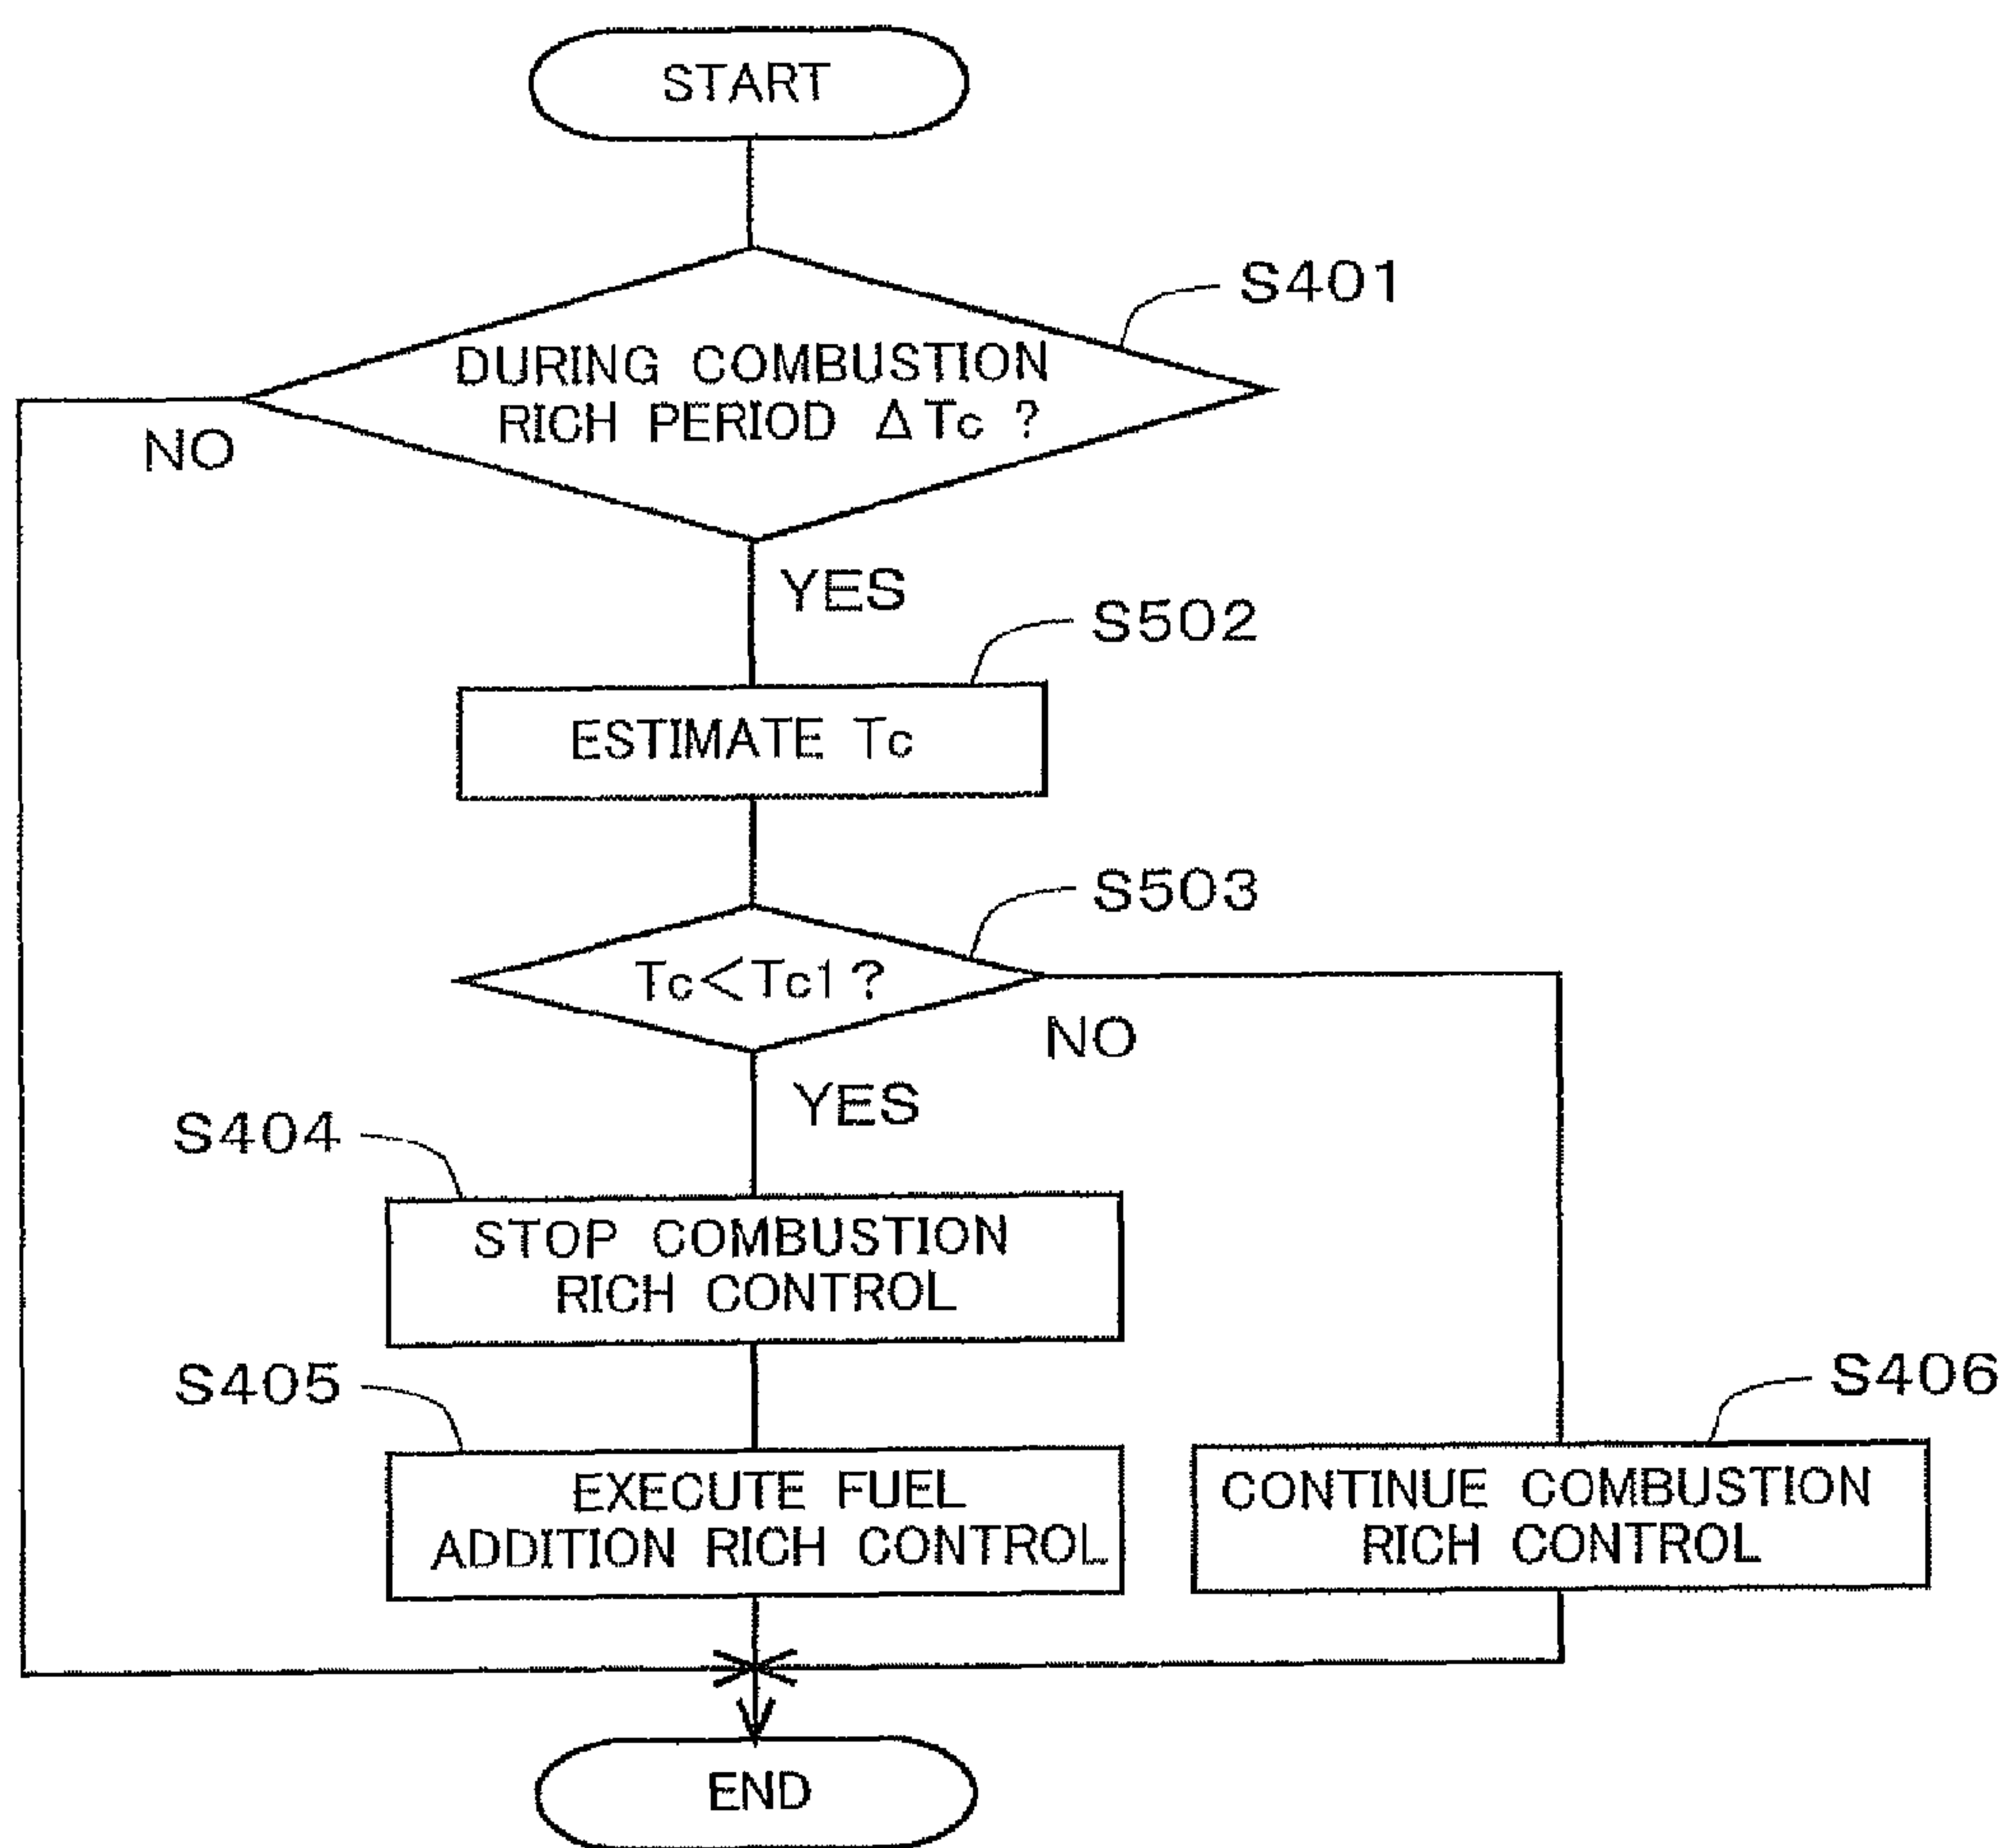 START
S401
DURING COMBUSTION
RICH PERIOD Δ Tc ?
NO
YES
S502
ESTIMATE Tc
S503
Tc<Tc1?
NO
YES
S404
STOP COMBUSTION
RICH CONTROL
S405
S406
EXECUTE FUEL
ADDITION RICH CONTROL
CONTINUE COMBUSTION
RICH CONTROL
END